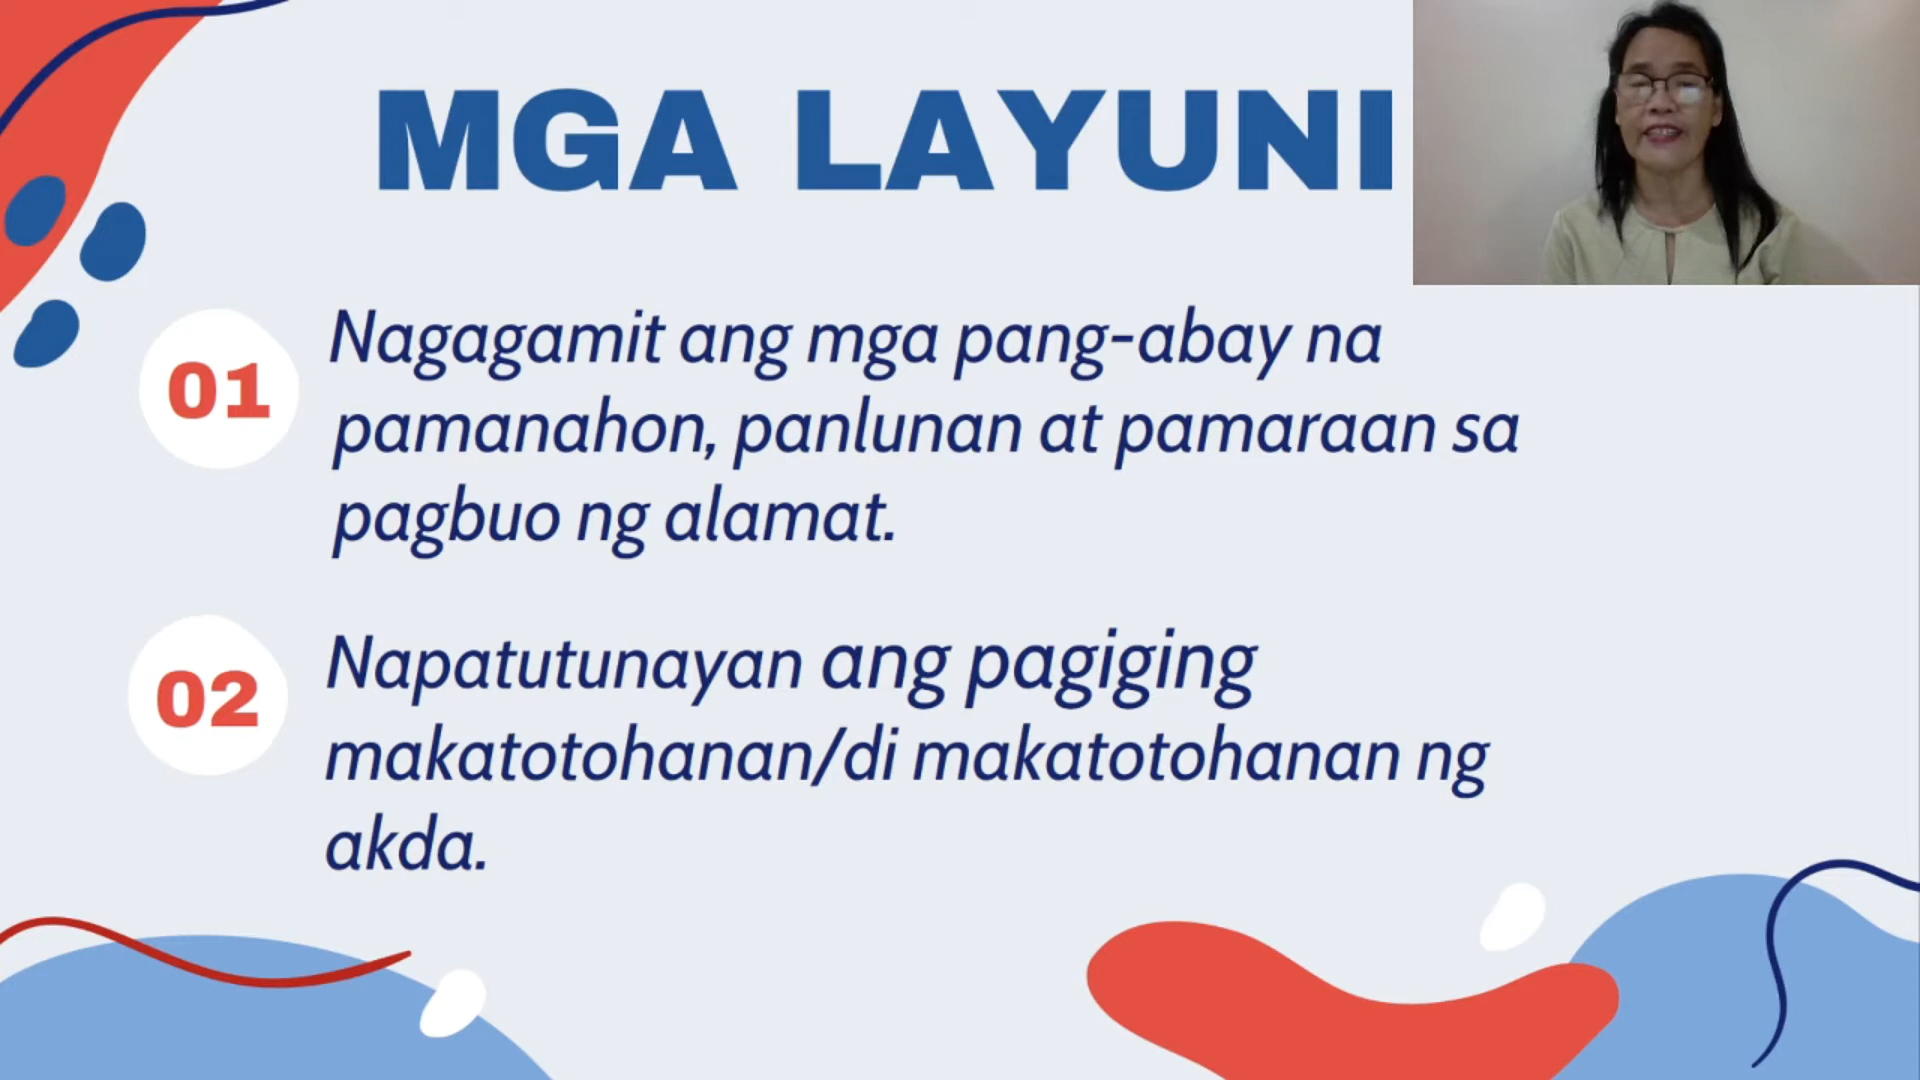 MGA LAYUNI
01
Nagagamit ang mga pang-abay na
pamanahon, panlunan at pamaraan sa
pagbuo ng alamat.
02
Napatutunayan ang pagiging
makatotohanan/di makatotohanan ng
akda.